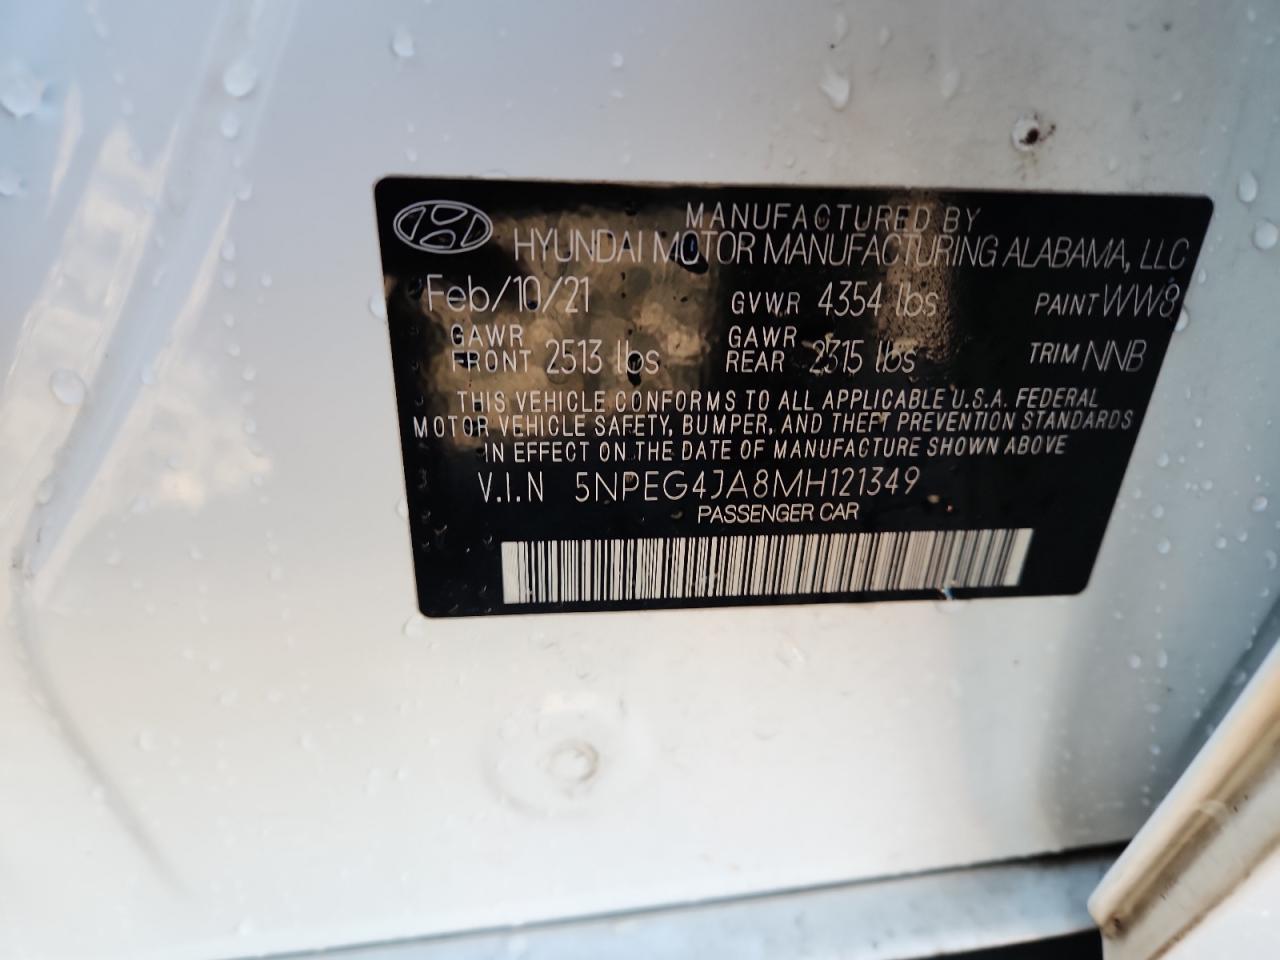 MANUFACTURED BY
HYUNDAI MOTOR MANUFACTURING ALABAMA, LLC
Feb/10/21 GVWR 4354 lbs PAINT WW8
GAWR FRONT 2513 lbs GAWR REAR 2315 lbs TRIM NNB
THIS VEHICLE CONFORMS TO ALL APPLICABLE U.S.A. FEDERAL
MOTOR VEHICLE SAFETY, BUMPER, AND THEFT PREVENTION STANDARDS
IN EFFECT ON THE DATE OF MANUFACTURE SHOWN ABOVE
V.I.N 5NPEG4JA8MH121349
PASSENGER CAR